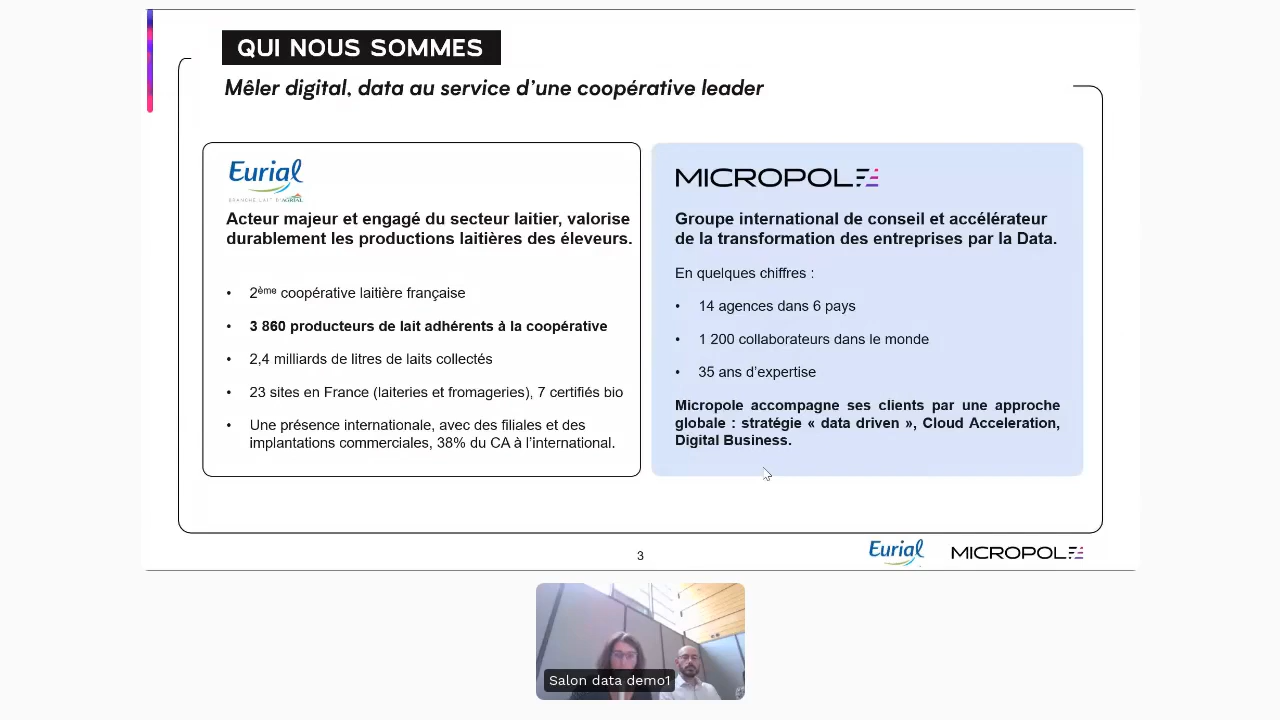 QUI NOUS SOMMES
Mêler digital, data au service d'une coopérative leader
Eurial
BRANCHE LAIT D'AGRIAL
Acteur majeur et engagé du secteur laitier, valorise
durablement les productions laitières des éleveurs.
• 2ème coopérative laitière française
• 3 860 producteurs de lait adhérents à la coopérative
• 2,4 milliards de litres de laits collectés
• 23 sites en France (laiteries et fromageries), 7 certifiés bio
• Une présence internationale, avec des filiales et des
implantations commerciales, 38% du CA à l'international.
MICROPOLE
Groupe international de conseil et accélérateur
de la transformation des entreprises par la Data.
En quelques chiffres :
• 14 agences dans 6 pays
• 1 200 collaborateurs dans le monde
• 35 ans d'expertise
Micropole accompagne ses clients par une approche
globale : stratégie « data driven », Cloud Acceleration,
Digital Business.
3
Eurial
MICROPOLE
Salon data demo1